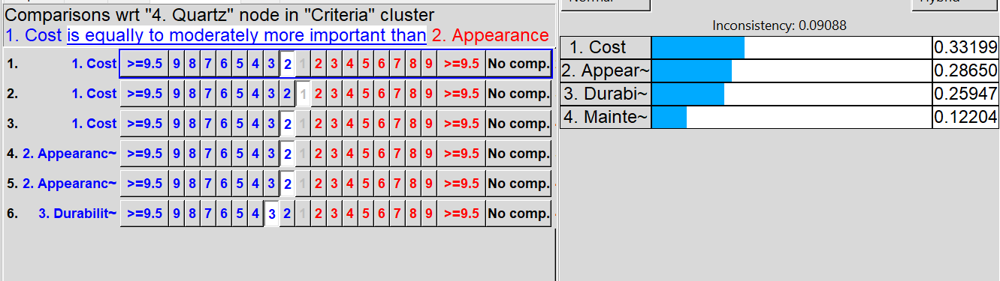 Normal
Hybrid
Comparisons wrt "4. Quartz" node in "Criteria" cluster
1. Cost is equally to moderately more important than 2. Appearance
1. 1. Cost >=9.5 9 8 7 6 5 4 3 2 1 2 3 4 5 6 7 8 9 >=9.5 No comp.
2. 1. Cost >=9.5 9 8 7 6 5 4 3 2 1 2 3 4 5 6 7 8 9 >=9.5 No comp.
3. 1. Cost >=9.5 9 8 7 6 5 4 3 2 1 2 3 4 5 6 7 8 9 >=9.5 No comp.
4. 2. Appearanc~ >=9.5 9 8 7 6 5 4 3 2 1 2 3 4 5 6 7 8 9 >=9.5 No comp.
5. 2. Appearanc~ >=9.5 9 8 7 6 5 4 3 2 1 2 3 4 5 6 7 8 9 >=9.5 No comp.
6. 3. Durabilit~ >=9.5 9 8 7 6 5 4 3 2 1 2 3 4 5 6 7 8 9 >=9.5 No comp.
Inconsistency: 0.09088
1. Cost 0.33199
2. Appear~ 0.28650
3. Durabi~ 0.25947
4. Mainte~ 0.12204